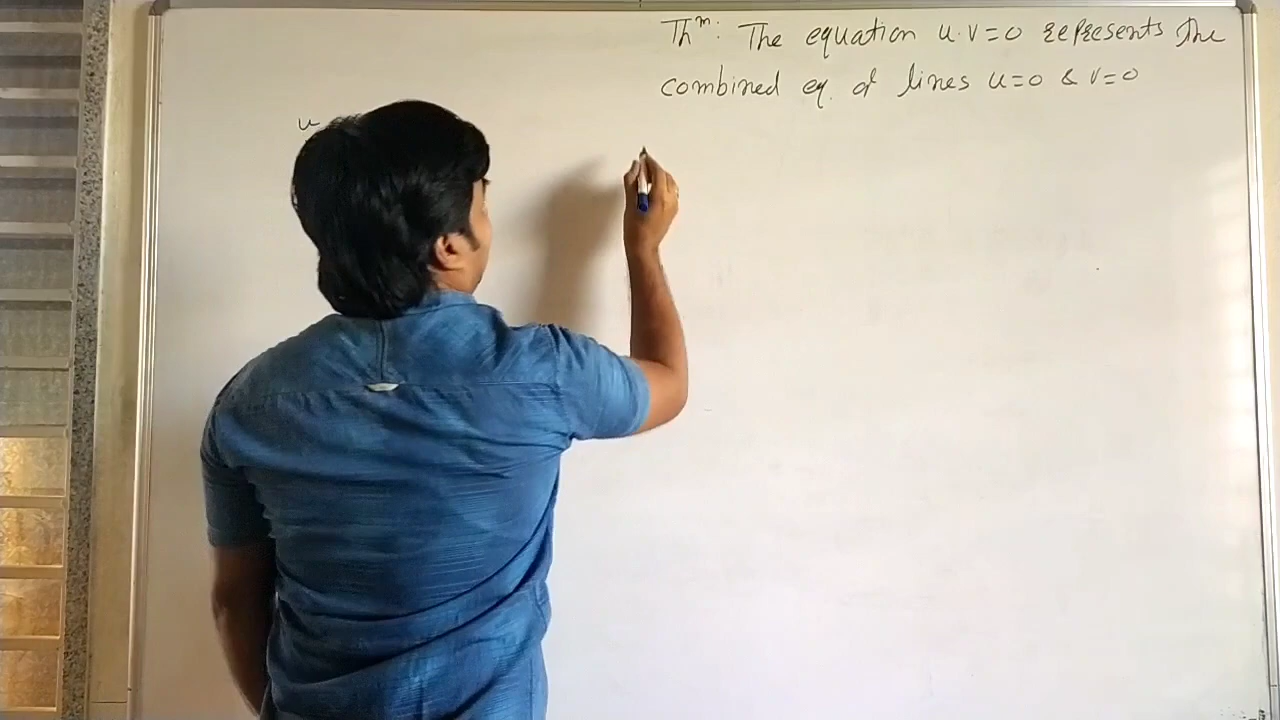 Thᵐ: The equation u.v=0 represents the
combined eq. of lines u=0 & v=0
u